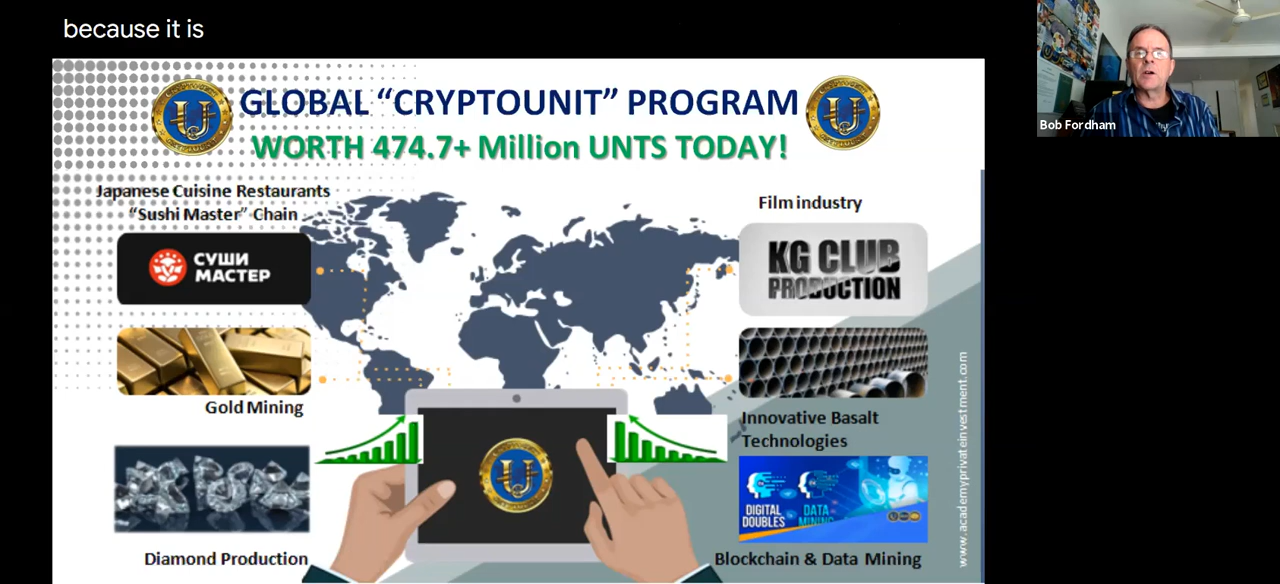 because it is
GLOBAL “CRYPTOUNIT” PROGRAM
WORTH 474.7+ Million UNTS TODAY!
Japanese Cuisine Restaurants
“Sushi Master” Chain
СУШИ
МАСТЕР
Gold Mining
Diamond Production
Film industry
KG CLUB
PRODUCTION
Innovative Basalt
Technologies
DIGITAL
DOUBLES
DATA
MINING
Blockchain & Data Mining
www.academyprivateinvestment.com
Bob Fordham